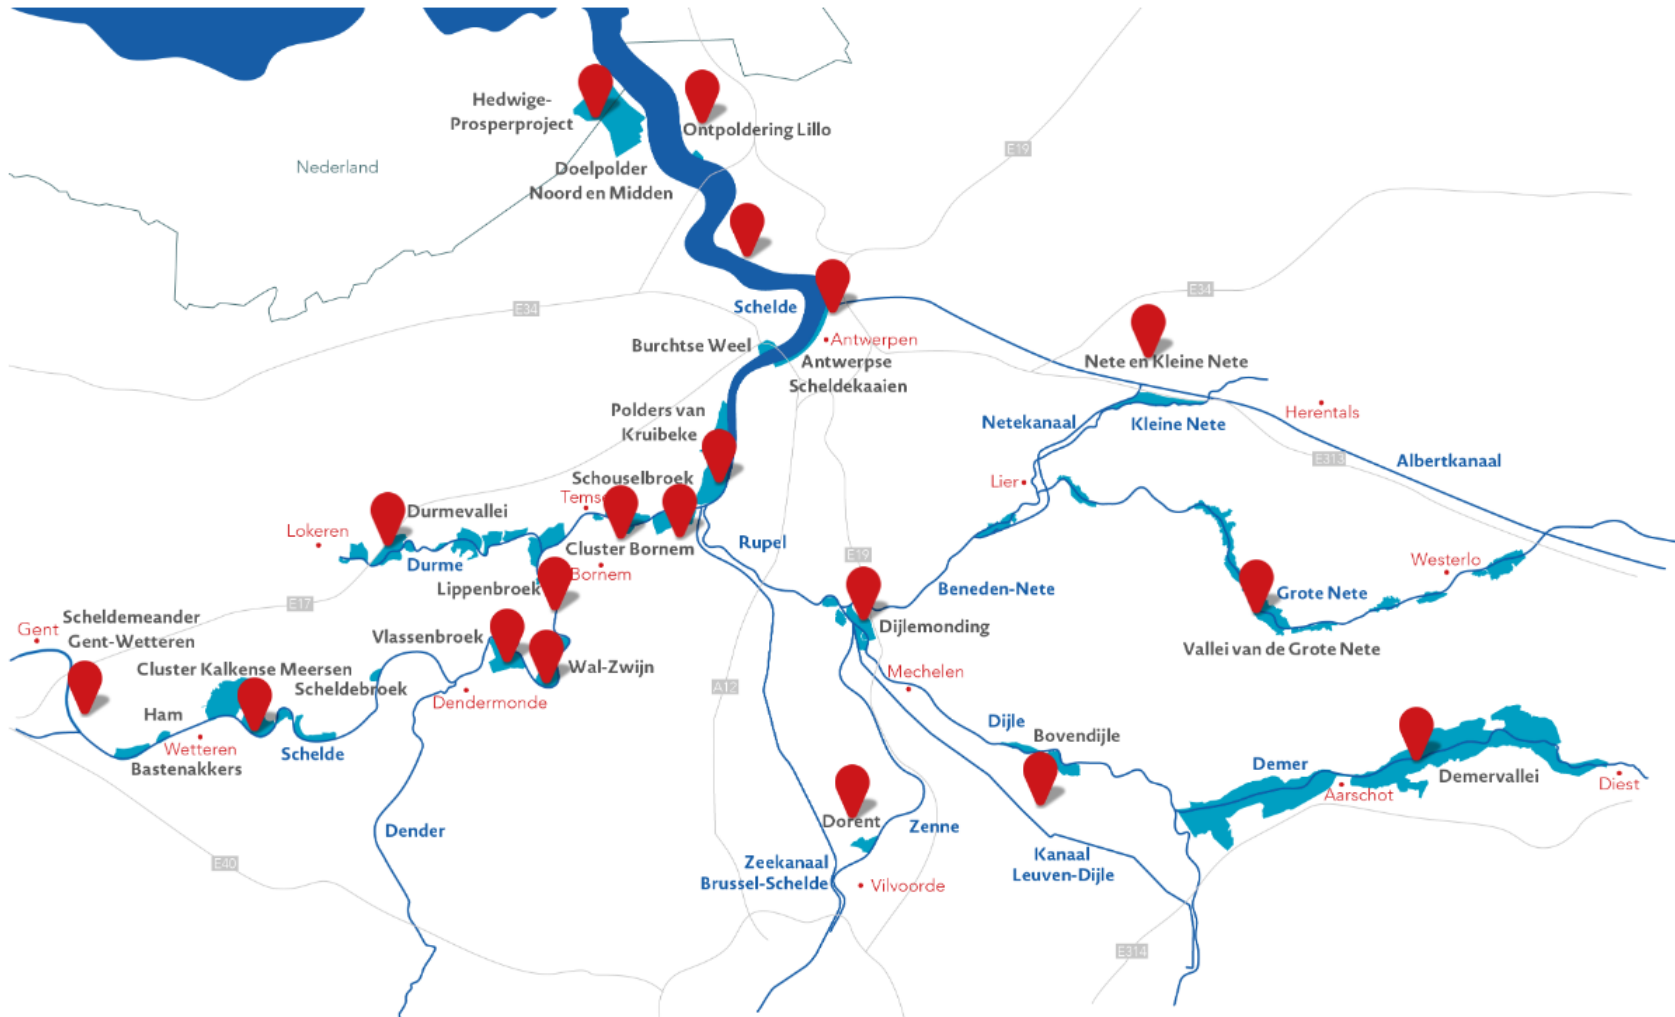 Hedwige-
Prosperproject
Ontpoldering Lillo
E19
Nederland
Doelpolder
Noord en Midden
E34
E34
Schelde
Burchtse Weel
Antwerpen
Antwerpse
Scheldekaaien
Nete en Kleine Nete
Polders van
Kruibeke
Netekanaal
Kleine Nete
Herentals
E313
Albertkanaal
Schouselbroek
Lier
Durmevallei
Lokeren
Cluster Bornem
Rupel
E19
Westerlo
Durme
Bornem
Lippenbroek
Beneden-Nete
Grote Nete
E17
Scheldemeander
Gent-Wetteren
Gent
Vlassenbroek
Dijlemonding
Vallei van de Grote Nete
Cluster Kalkense Meersen
Scheldebroek
Wal-Zwijn
Mechelen
A12
Dendermonde
Ham
Wetteren
Bastenakkers
Schelde
Dijle
Bovendijle
Demer
Demervallei
Aarschot
Diest
Dender
Dorent
Zenne
E40
Zeekanaal
Brussel-Schelde
Vilvoorde
Kanaal
Leuven-Dijle
E314